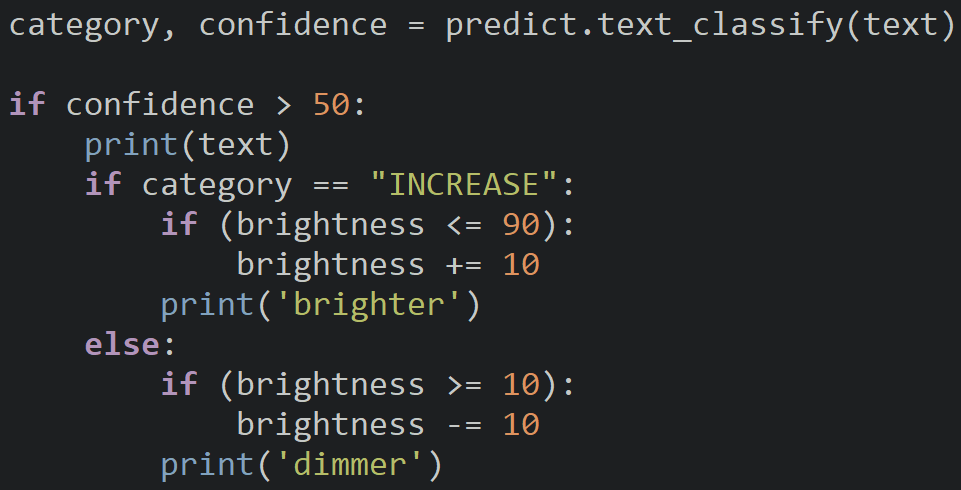 category, confidence = predict.text_classify(text)
if confidence > 50:
    print(text)
    if category == "INCREASE":
        if (brightness <= 90):
            brightness += 10
        print('brighter')
    else:
        if (brightness >= 10):
            brightness -= 10
        print('dimmer')